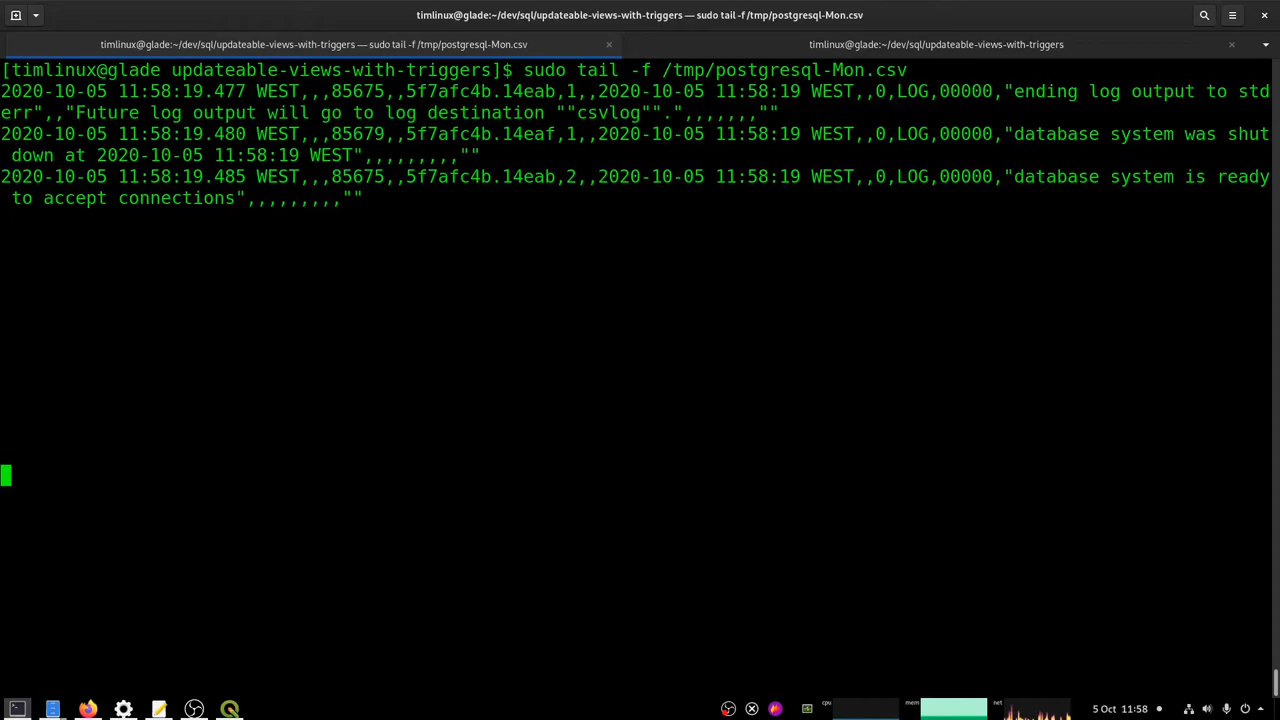 timlinux@glade:~/dev/sql/updateable-views-with-triggers — sudo tail -f /tmp/postgresql-Mon.csv
timlinux@glade:~/dev/sql/updateable-views-with-triggers — sudo tail -f /tmp/postgresql-Mon.csv
timlinux@glade:~/dev/sql/updateable-views-with-triggers
[timlinux@glade updateable-views-with-triggers]$ sudo tail -f /tmp/postgresql-Mon.csv
2020-10-05 11:58:19.477 WEST,,,85675,,5f7afc4b.14eab,1,,2020-10-05 11:58:19 WEST,,0,LOG,00000,"ending log output to std
err",,"Future log output will go to log destination ""csvlog"".",,,,,,,""
2020-10-05 11:58:19.480 WEST,,,85679,,5f7afc4b.14eaf,1,,2020-10-05 11:58:19 WEST,,0,LOG,00000,"database system was shut
down at 2020-10-05 11:58:19 WEST",,,,,,,,,""
2020-10-05 11:58:19.485 WEST,,,85675,,5f7afc4b.14eab,2,,2020-10-05 11:58:19 WEST,,0,LOG,00000,"database system is ready
to accept connections",,,,,,,,,""
cpu
mem
net
5 Oct 11:58